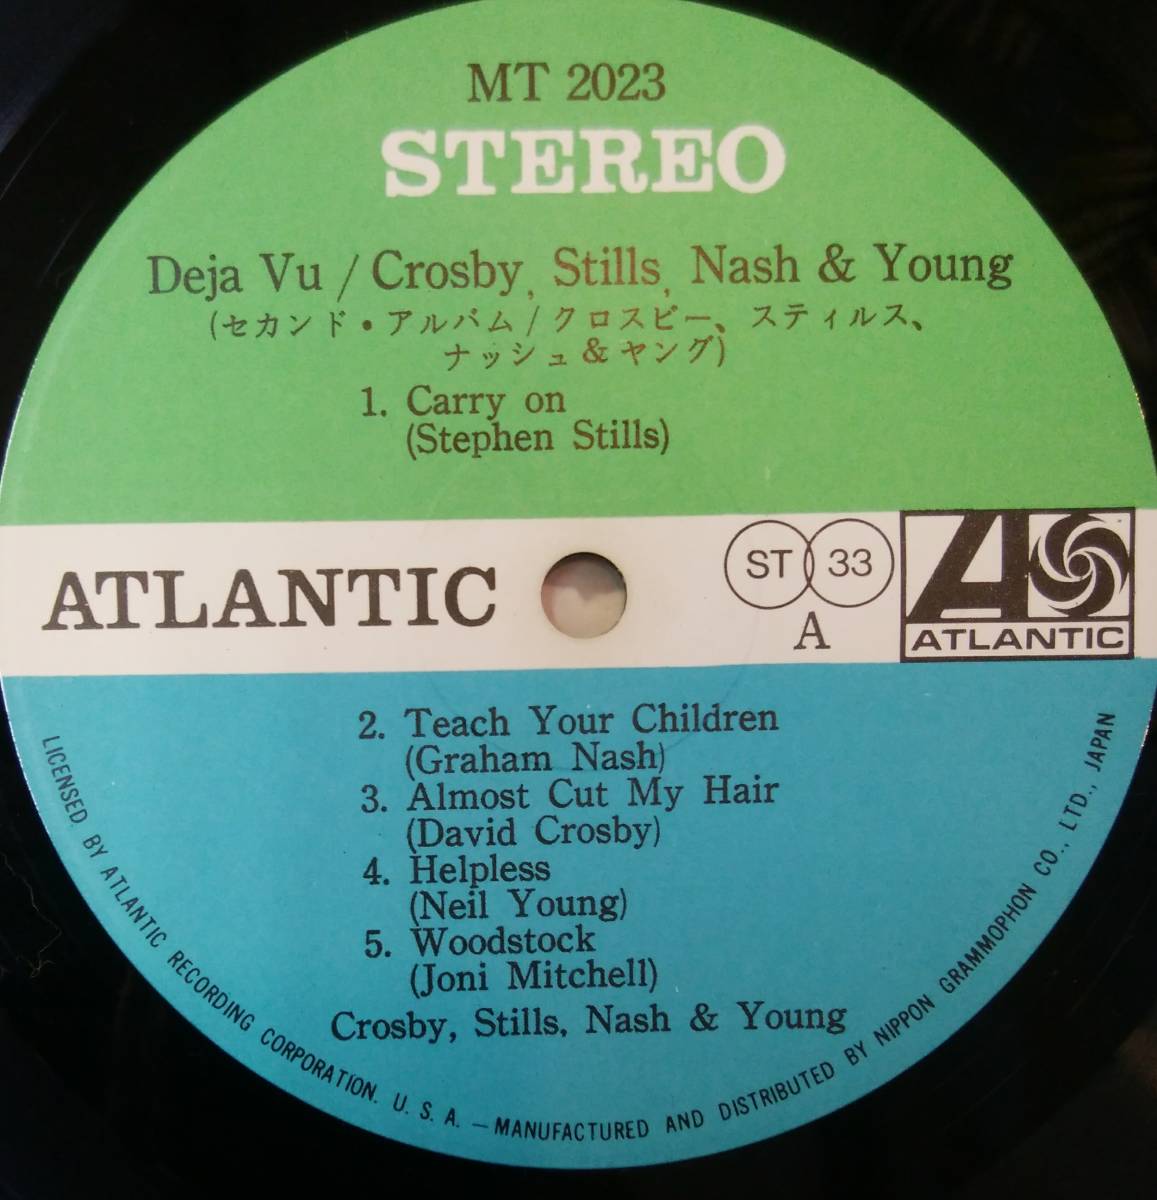 MT 2023
STEREO
Deja Vu / Crosby, Stills, Nash & Young
(セカンド・アルバム/クロスビー、スティルス、
ナッシュ&ヤング)
1. Carry on
(Stephen Stills)
ATLANTIC
ST 33
A
A
ATLANTIC
2. Teach Your Children
(Graham Nash)
3. Almost Cut My Hair
(David Crosby)
4. Helpless
(Neil Young)
5. Woodstock
(Joni Mitchell)
Crosby, Stills, Nash & Young
LICENSED BY ATLANTIC RECORDING CORPORATION. U. S. A. — MANUFACTURED AND DISTRIBUTED BY NIPPON GRAMMOPHON CO., LTD., JAPAN